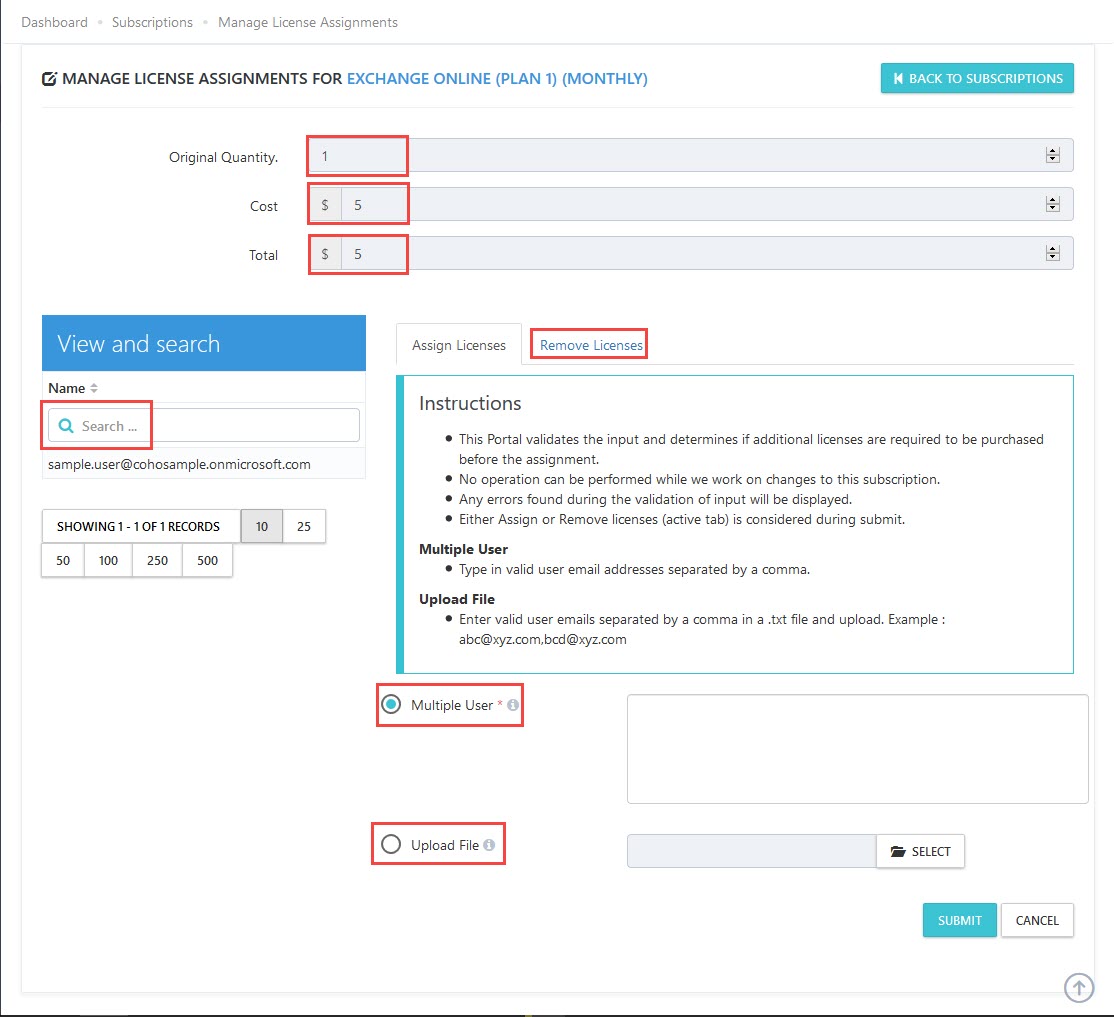 Dashboard • Subscriptions • Manage License Assignments
MANAGE LICENSE ASSIGNMENTS FOR EXCHANGE ONLINE (PLAN 1) (MONTHLY)
BACK TO SUBSCRIPTIONS
Original Quantity. 1
Cost $ 5
Total $ 5
View and search
Name
Search ...
sample.user@cohosample.onmicrosoft.com
SHOWING 1 - 1 OF 1 RECORDS 10 25
50 100 250 500
Assign Licenses Remove Licenses
Instructions
• This Portal validates the input and determines if additional licenses are required to be purchased
before the assignment.
• No operation can be performed while we work on changes to this subscription.
• Any errors found during the validation of input will be displayed.
• Either Assign or Remove licenses (active tab) is considered during submit.
Multiple User
• Type in valid user email addresses separated by a comma.
Upload File
• Enter valid user emails separated by a comma in a .txt file and upload. Example :
abc@xyz.com,bcd@xyz.com
Multiple User *
Upload File
SELECT
SUBMIT CANCEL